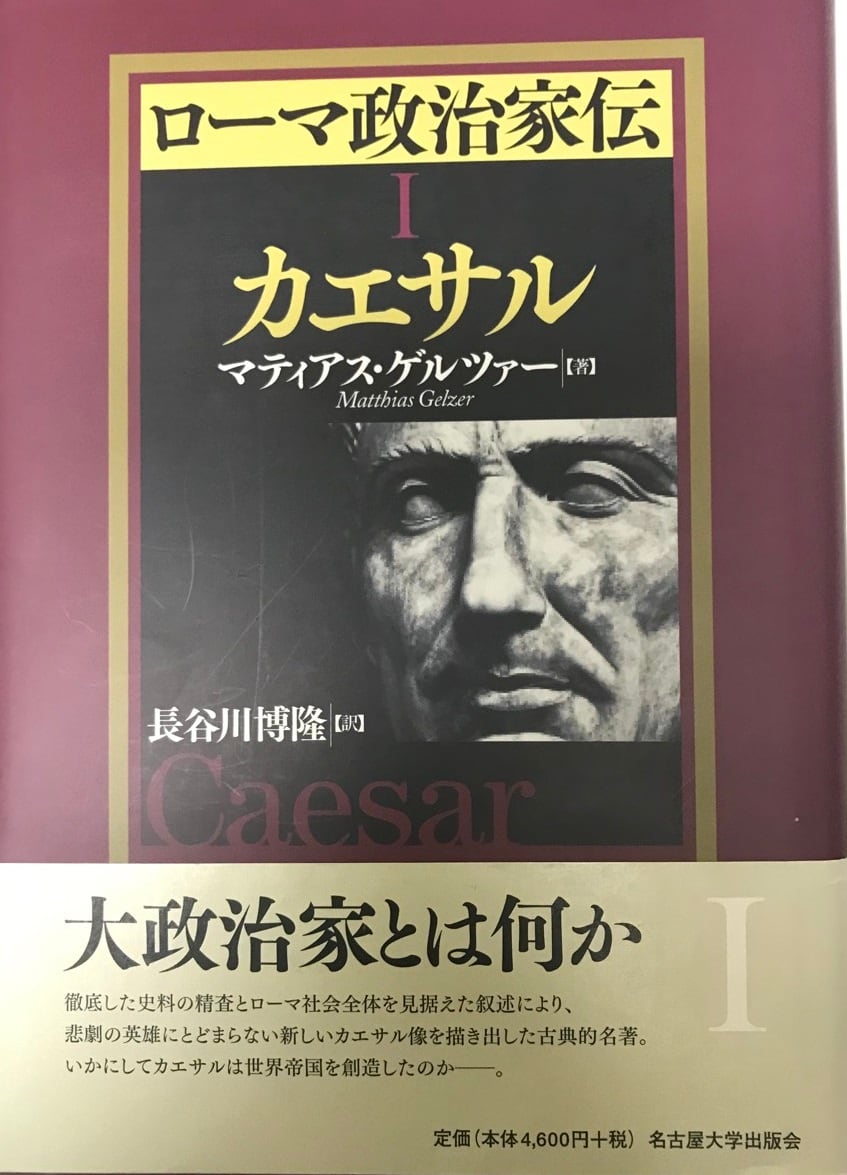 ローマ政治家伝
I
カエサル
マティアス・ゲルツァー【著】
Matthias Gelzer
長谷川博隆【訳】
Caesar
大政治家とは何か
I
徹底した史料の精査とローマ社会全体を見据えた叙述により、
悲劇の英雄にとどまらない新しいカエサル像を描き出した古典的名著。
いかにしてカエサルは世界帝国を創造したのか――。
定価（本体4,600円＋税） 名古屋大学出版会